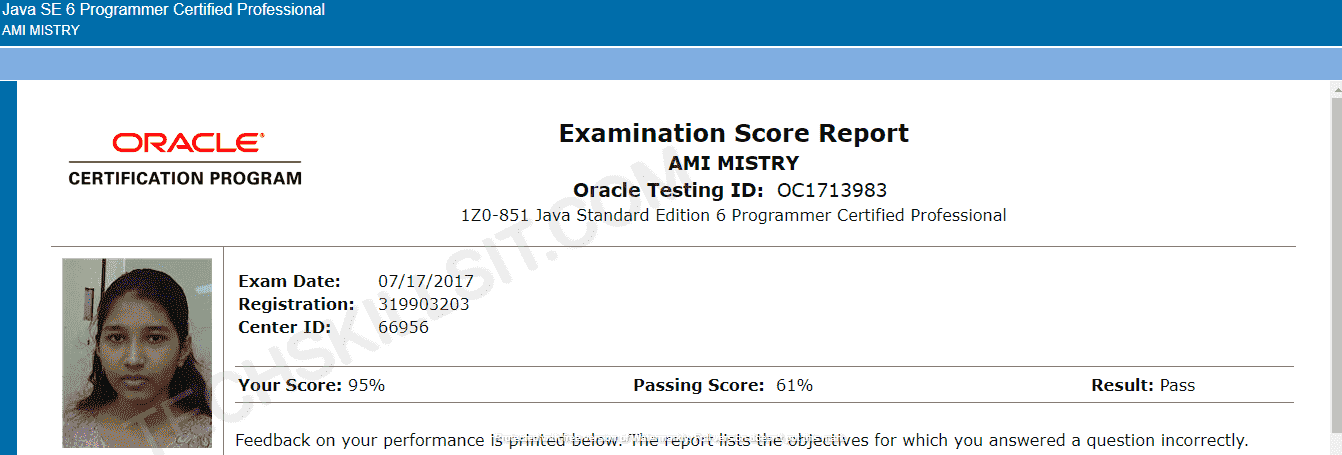 Java SE 6 Programmer Certified Professional
AMI MISTRY
ORACLE
CERTIFICATION PROGRAM
Examination Score Report
AMI MISTRY
Oracle Testing ID: OC1713983
1Z0-851 Java Standard Edition 6 Programmer Certified Professional
Exam Date: 07/17/2017
Registration: 319903203
Center ID: 66956
Your Score: 95% Passing Score: 61% Result: Pass
Feedback on your performance is printed below. The report lists the objectives for which you answered a question incorrectly.
TECHSKILLSIT.COM